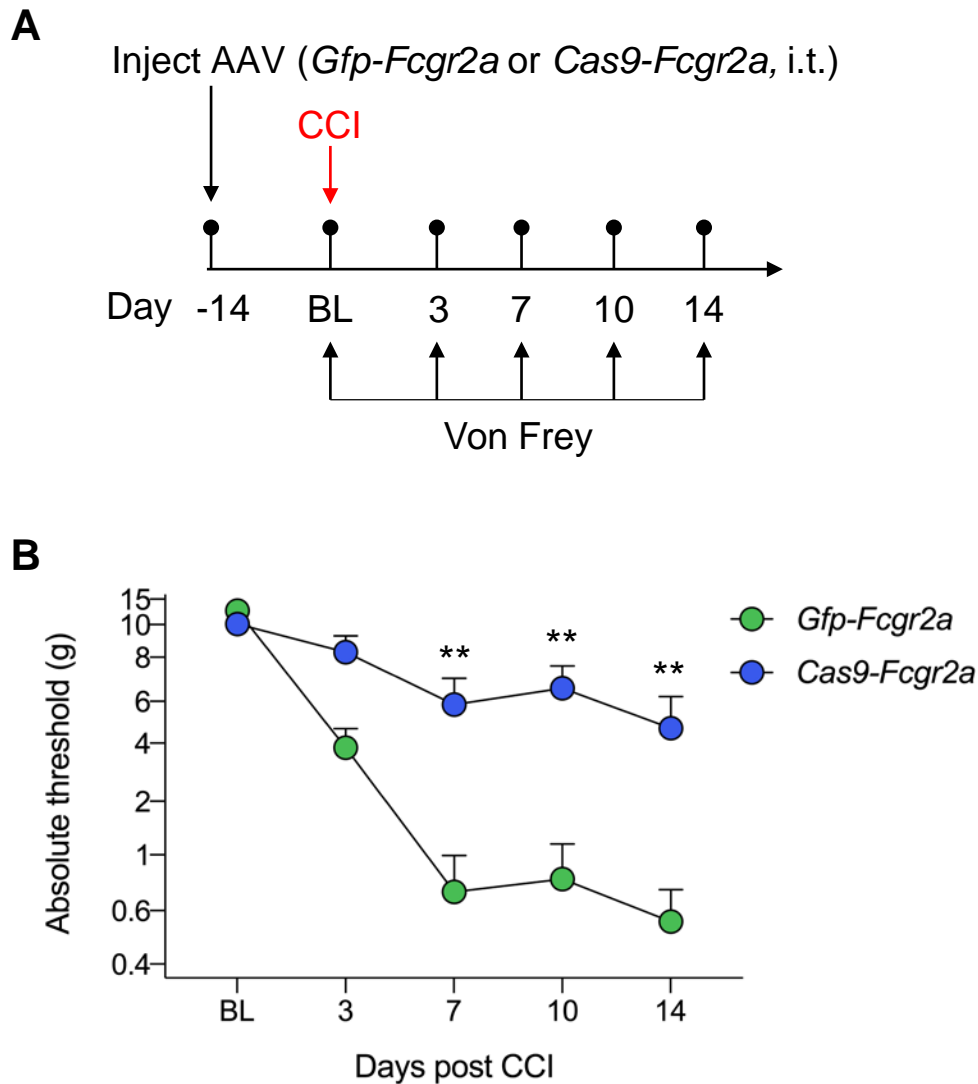 A
Inject AAV (Gfp-Fcgr2a or Cas9-Fcgr2a, i.t.)
CCI
Day -14 BL 3 7 10 14
Von Frey
B
Absolute threshold (g)
15
10
8
6
4
2
1
0.6
0.4
** ** **
Gfp-Fcgr2a
Cas9-Fcgr2a
BL 3 7 10 14
Days post CCI